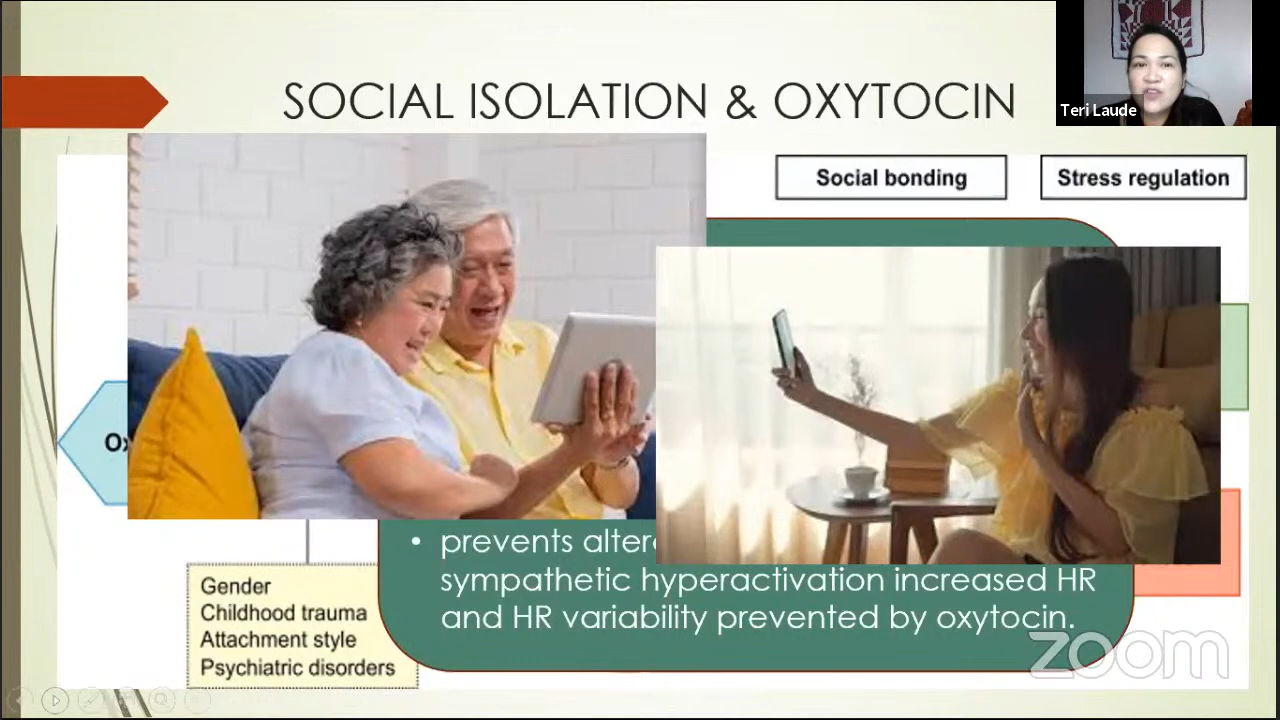 SOCIAL ISOLATION & OXYTOCIN
Teri Laude
Social bonding
Stress regulation
• prevents
sympathetic hyperactivation increased HR
and HR variability prevented by oxytocin.
Gender
Childhood trauma
Attachment style
Psychiatric disorders
zoom